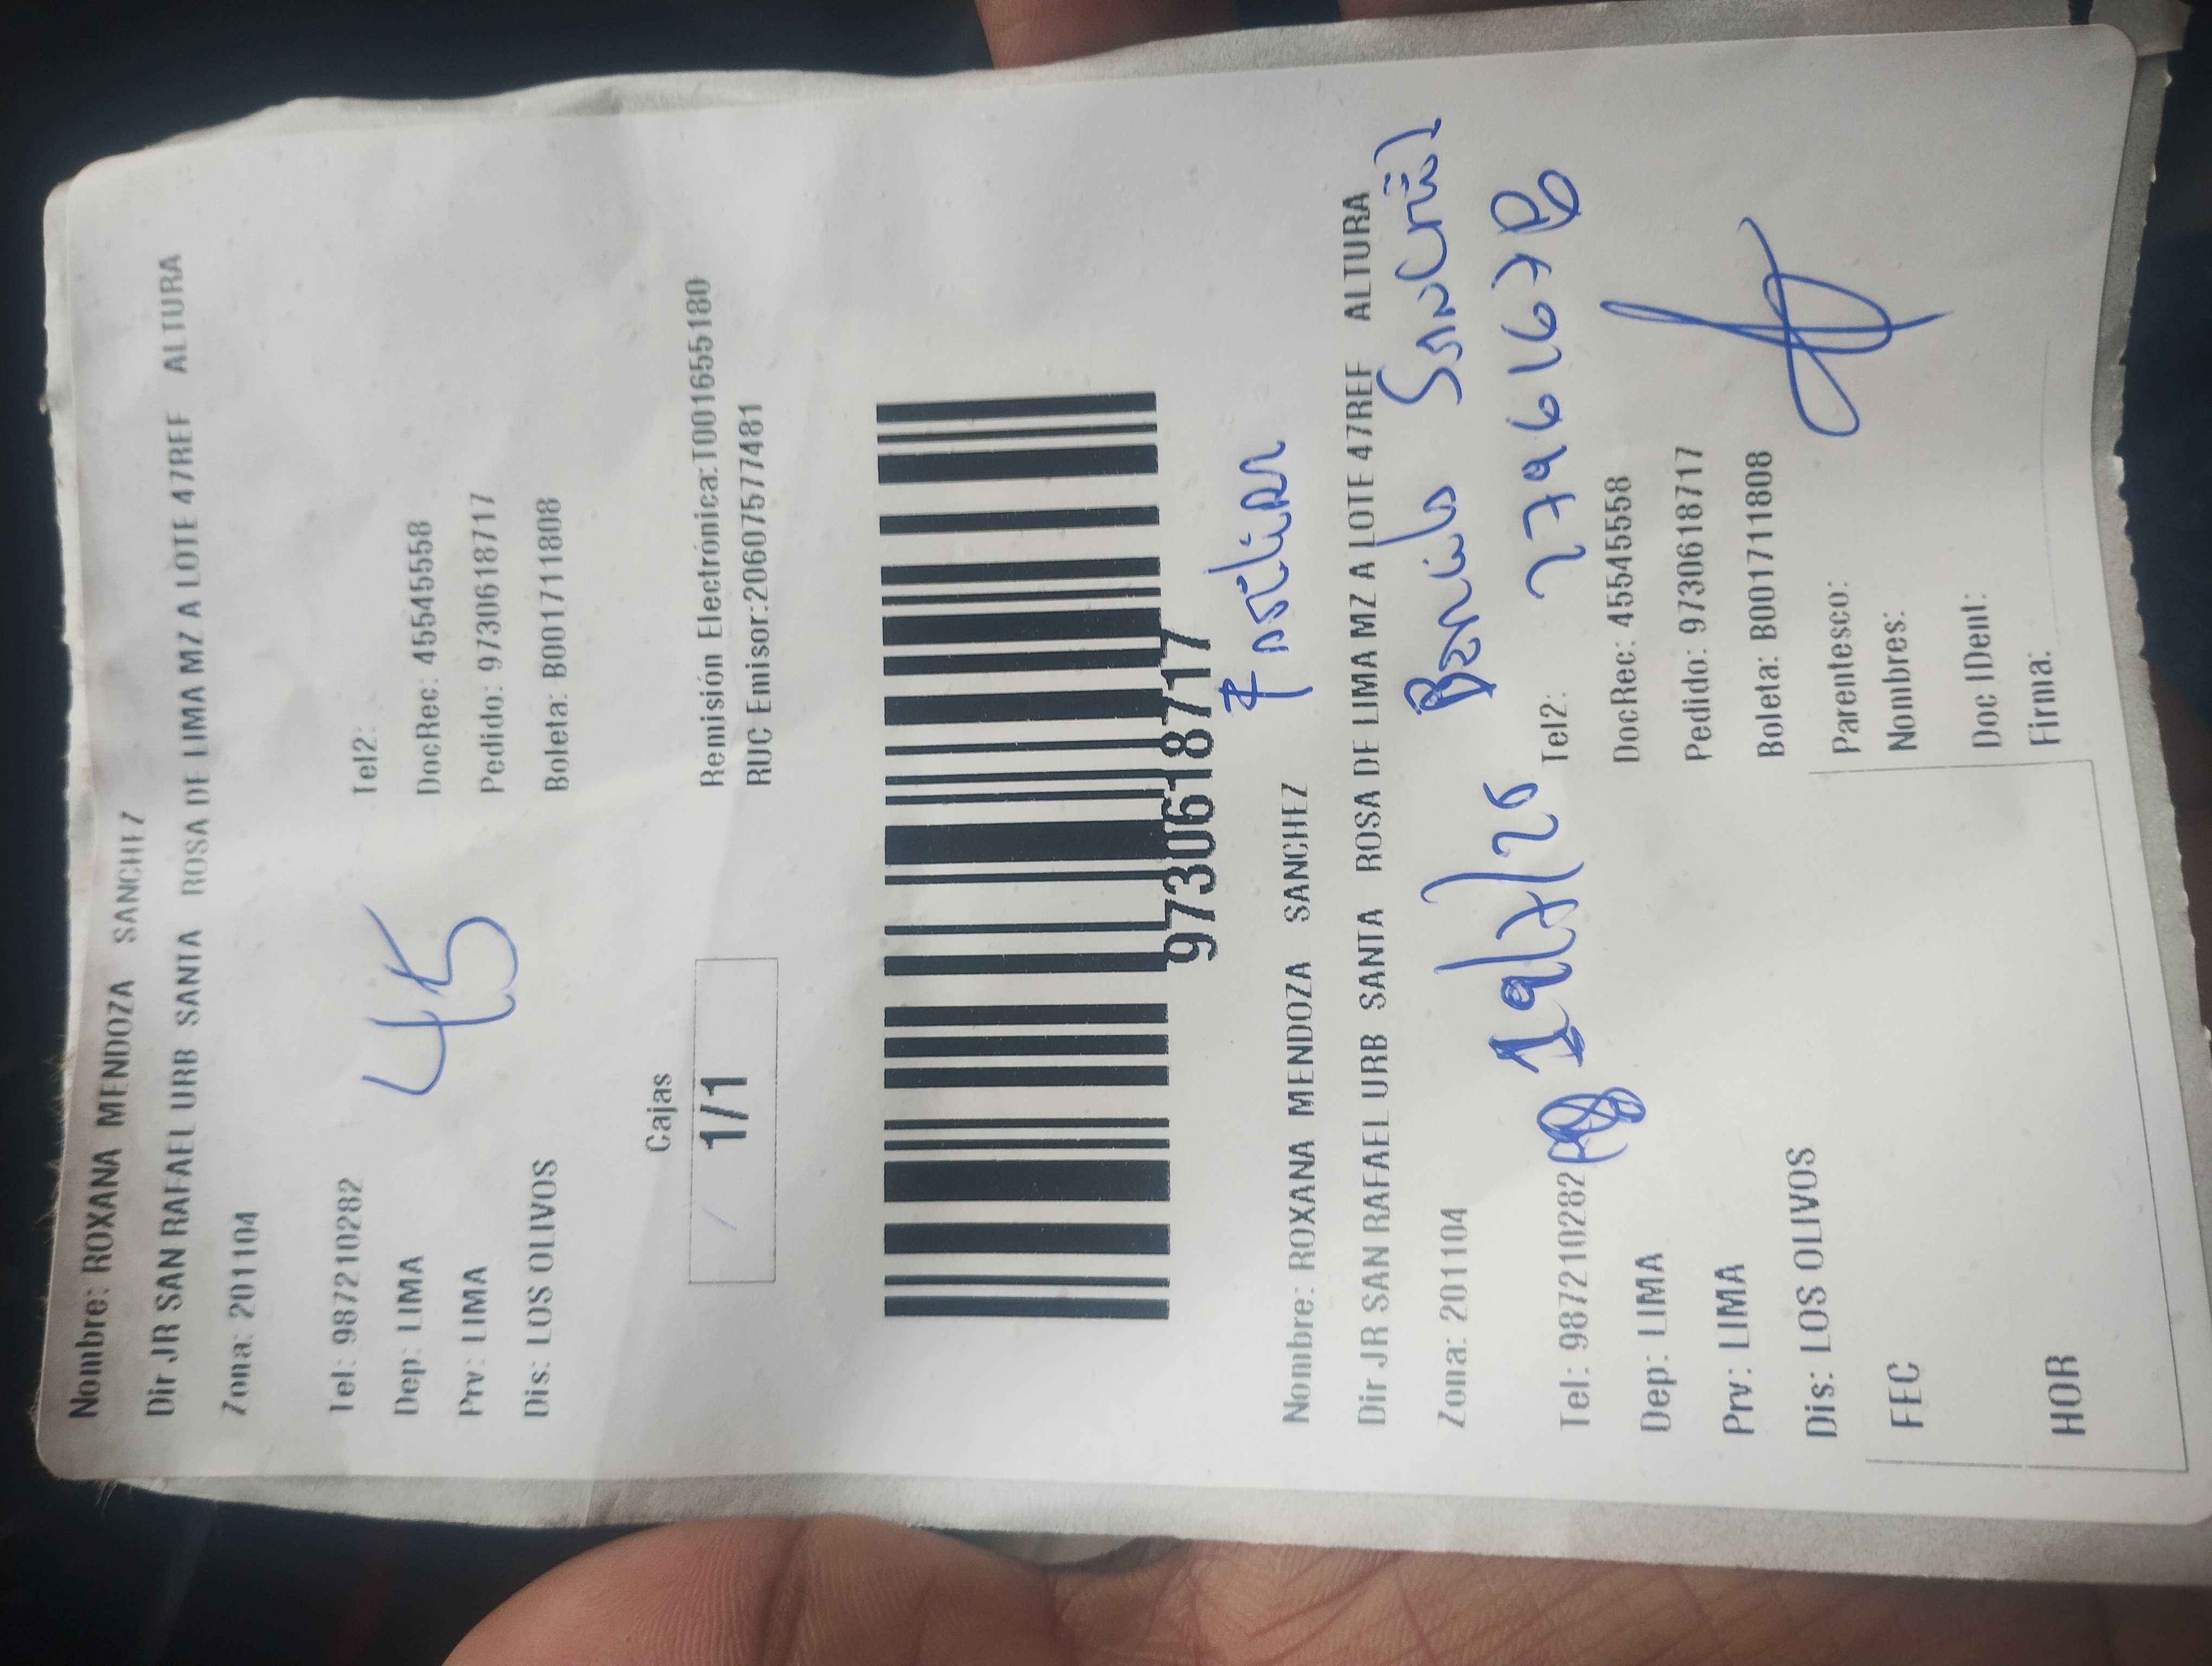 Nombre: ROXANA MENDOZA SANCHEZ
Dir JR SAN RAFAEL URB SANTA ROSA DE LIMA MZ A LOTE 47REF ALTURA
Zona: 201104
Tel: 987210282 Tel2:
Dep: LIMA DocRec: 45545558
Prv: LIMA Pedido: 9730618717
Dis: LOS OLIVOS Boleta: B001711808
45
Cajas
1/1
Remisión Electrónica:T001655180
RUC Emisor:20607577481
9730618717
Nombre: ROXANA MENDOZA SANCHEZ
Dir JR SAN RAFAEL URB SANTA ROSA DE LIMA MZ A LOTE 47REF ALTURA
Zona: 201104
19/7/25
Tel: 987210282 Tel2:
Dep: LIMA DocRec: 45545558
Prv: LIMA Pedido: 9730618717
Dis: LOS OLIVOS Boleta: B001711808
FEC
HOR
Parentesco:
Nombres:
Doc IDent:
Firma: